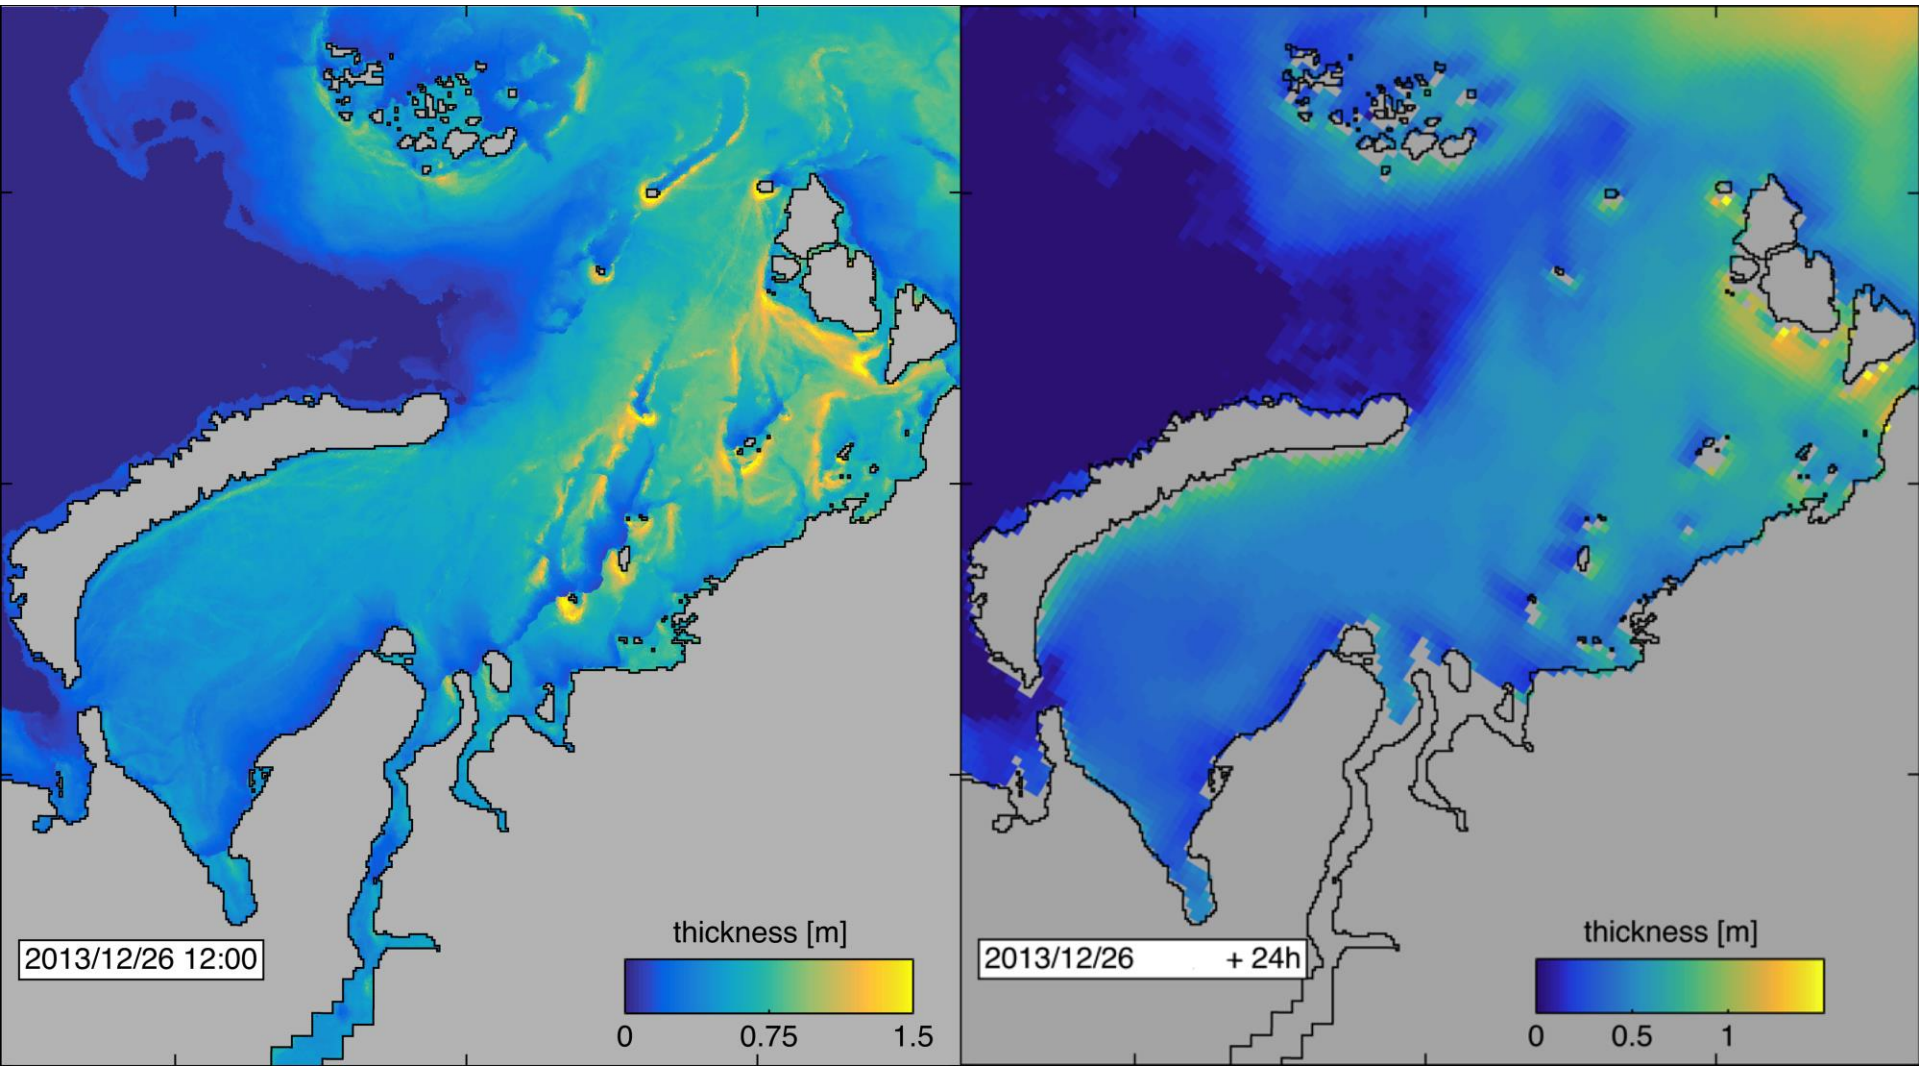 thickness [m]
2013/12/26 12:00
0 0.75 1.5
thickness [m]
2013/12/26 + 24h
0 0.5 1